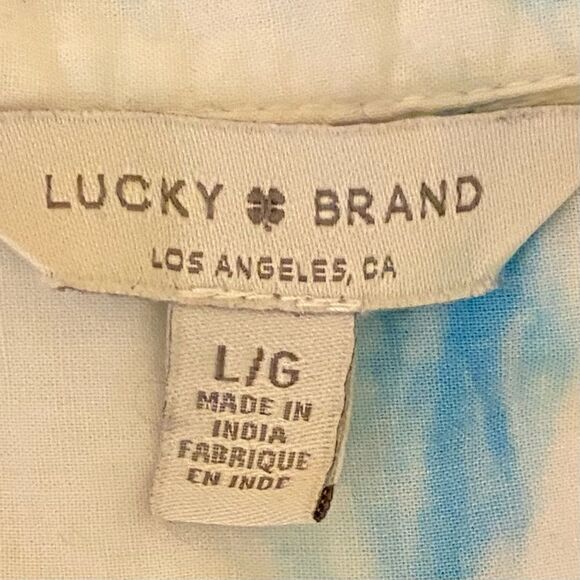 LUCKY BRAND
LOS ANGELES, CA
L/G
MADE IN
INDIA
FABRIQUE
EN INDE